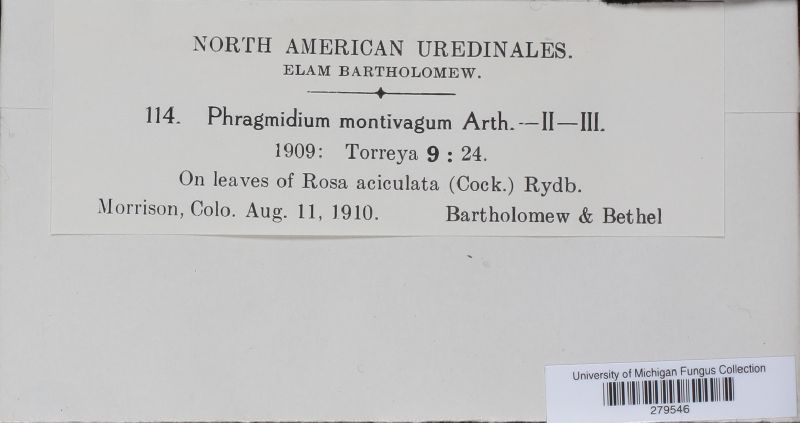 NORTH AMERICAN UREDINALES.
ELAM BARTHOLOMEW.
114. Phragmidium montivagum Arth.—II—III.
1909: Torreya 9 : 24.
On leaves of Rosa aciculata (Cock.) Rydb.
Morrison, Colo. Aug. 11, 1910. Bartholomew & Bethel
University of Michigan Fungus Collection
279546